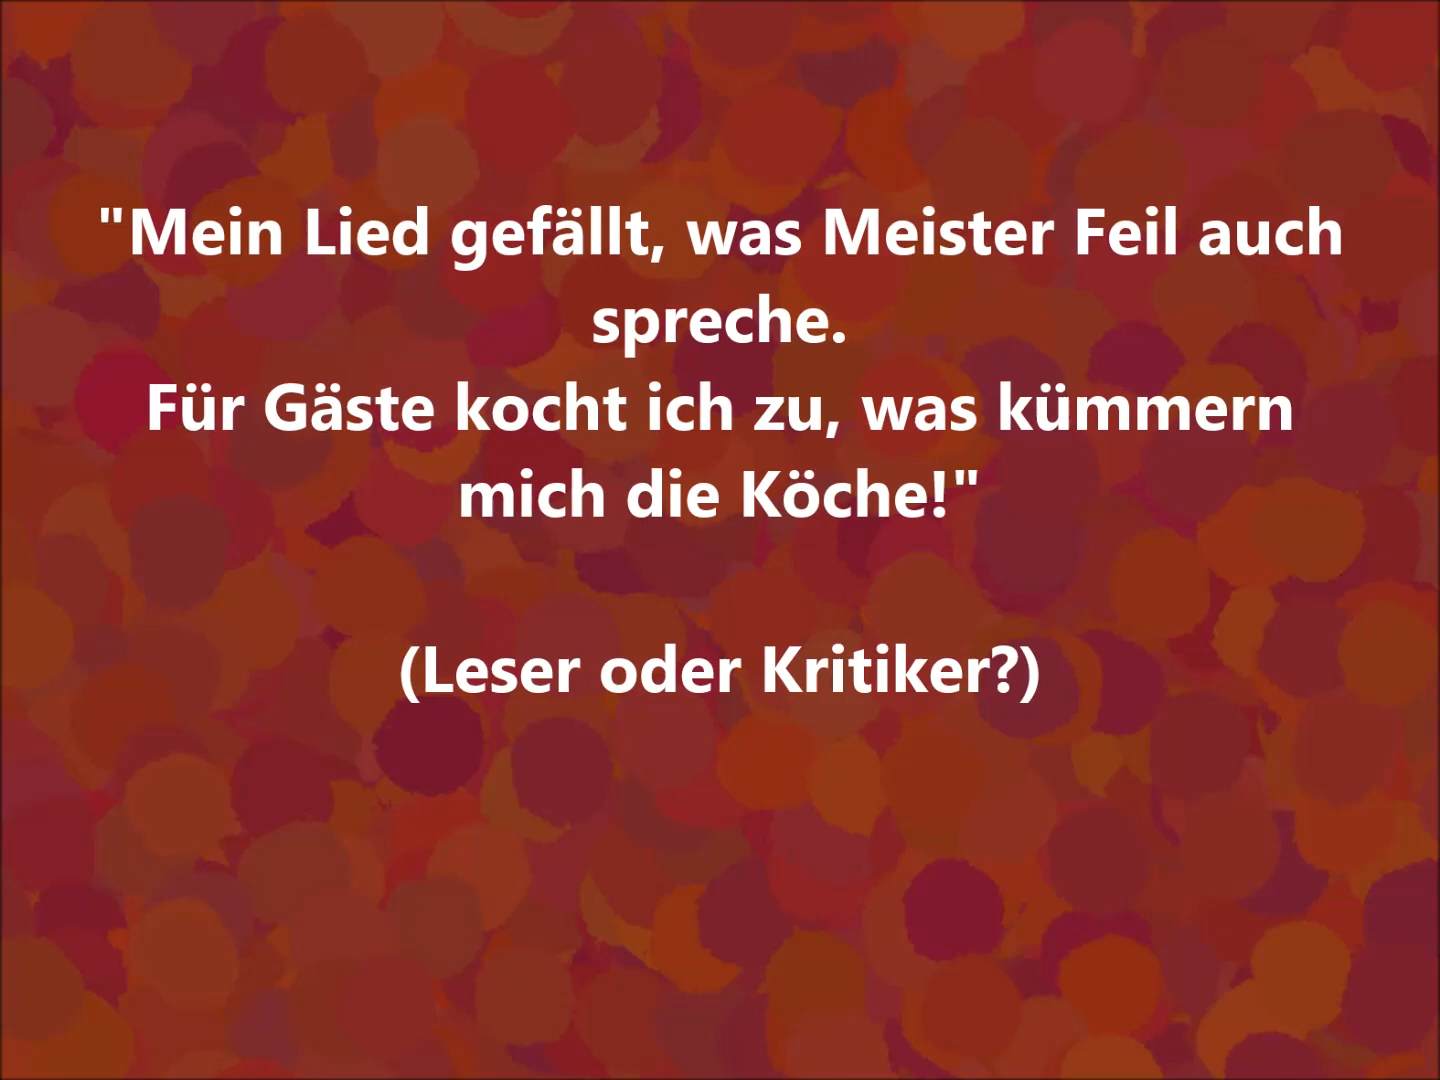 "Mein Lied gefällt, was Meister Feil auch
spreche.
Für Gäste kocht ich zu, was kümmern
mich die Köche!"
(Leser oder Kritiker?)